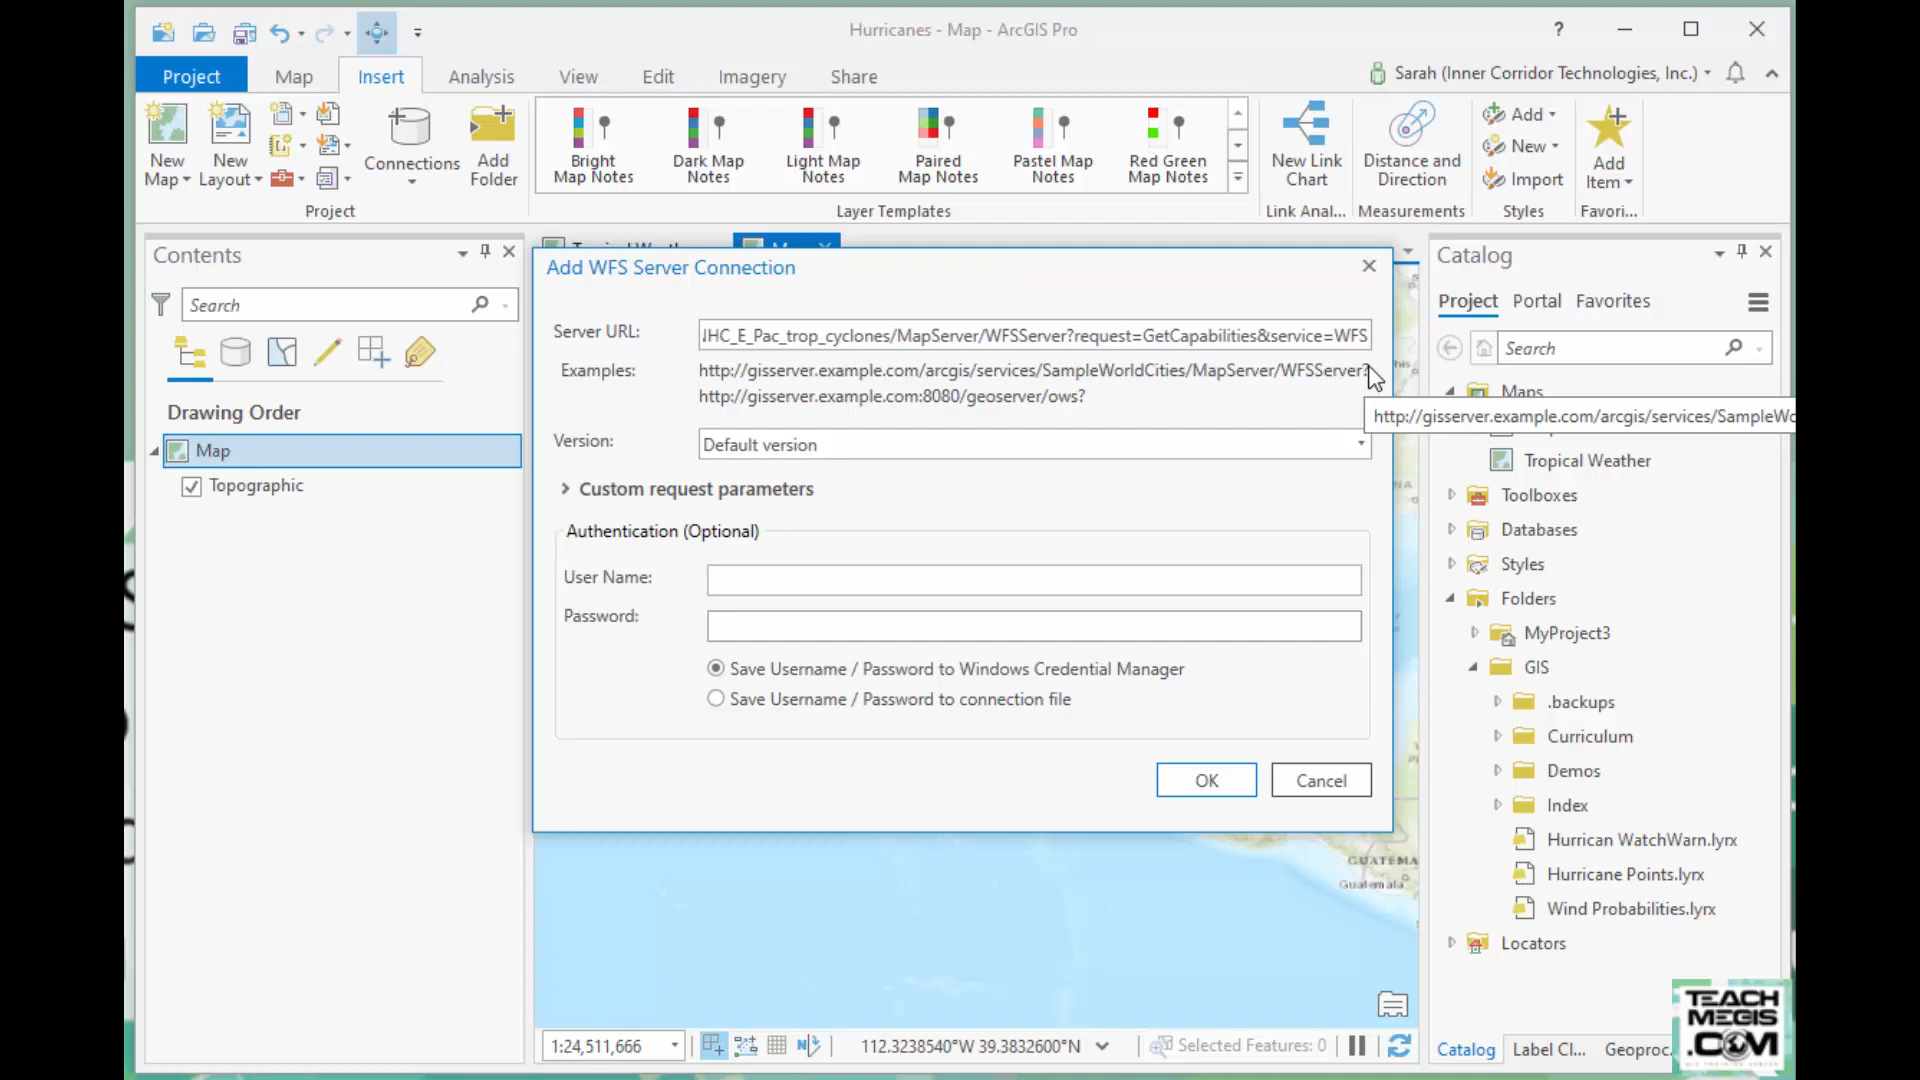 Hurricanes - Map - ArcGIS Pro
?
Project Map Insert Analysis View Edit Imagery Share
Sarah (Inner Corridor Technologies, Inc.)
New Map
New Layout
Connections
Add Folder
Project
Bright Map Notes
Dark Map Notes
Light Map Notes
Paired Map Notes
Pastel Map Notes
Red Green Map Notes
Layer Templates
New Link Chart
Link Anal...
Distance and Direction
Measurements
Add
New
Import
Styles
Add Item
Favori...
Contents
Search
Drawing Order
Map
Topographic
Add WFS Server Connection
Server URL:
HC_E_Pac_trop_cyclones/MapServer/WFSServer?request=GetCapabilities&service=WFS
Examples:
http://gisserver.example.com/arcgis/services/SampleWorldCities/MapServer/WFSServer?
http://gisserver.example.com:8080/geoserver/ows?
http://gisserver.example.com/arcgis/services/SampleWo
Version:
Default version
Custom request parameters
Authentication (Optional)
User Name:
Password:
Save Username / Password to Windows Credential Manager
Save Username / Password to connection file
OK
Cancel
GUATEMA
Guatemala
1:24,511,666
112.3238540°W 39.3832600°N
Selected Features: 0
Catalog
Project Portal Favorites
Search
Maps
Tropical Weather
Toolboxes
Databases
Styles
Folders
MyProject3
GIS
.backups
Curriculum
Demos
Index
Hurrican WatchWarn.lyrx
Hurricane Points.lyrx
Wind Probabilities.lyrx
Locators
Catalog Label Cl... Geoproc
TEACH
MEGIS
.COM